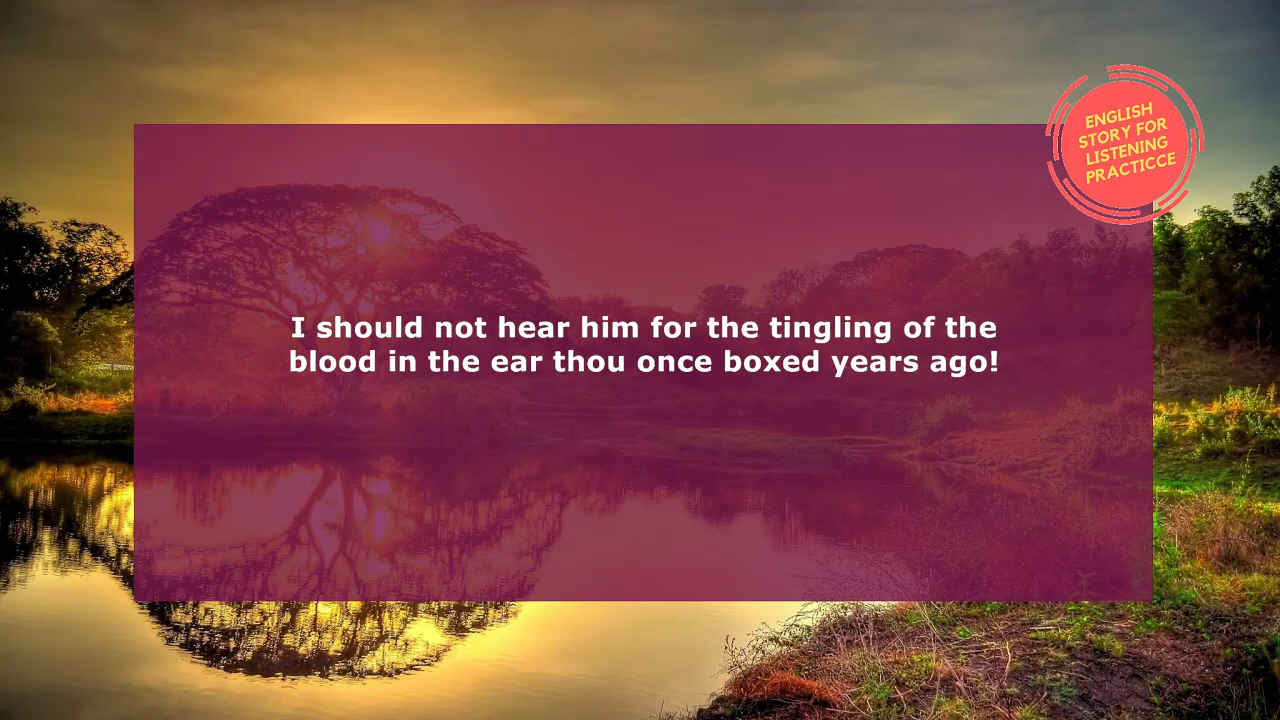 ENGLISH
STORY FOR
LISTENING
PRACTICCE
I should not hear him for the tingling of the
blood in the ear thou once boxed years ago!